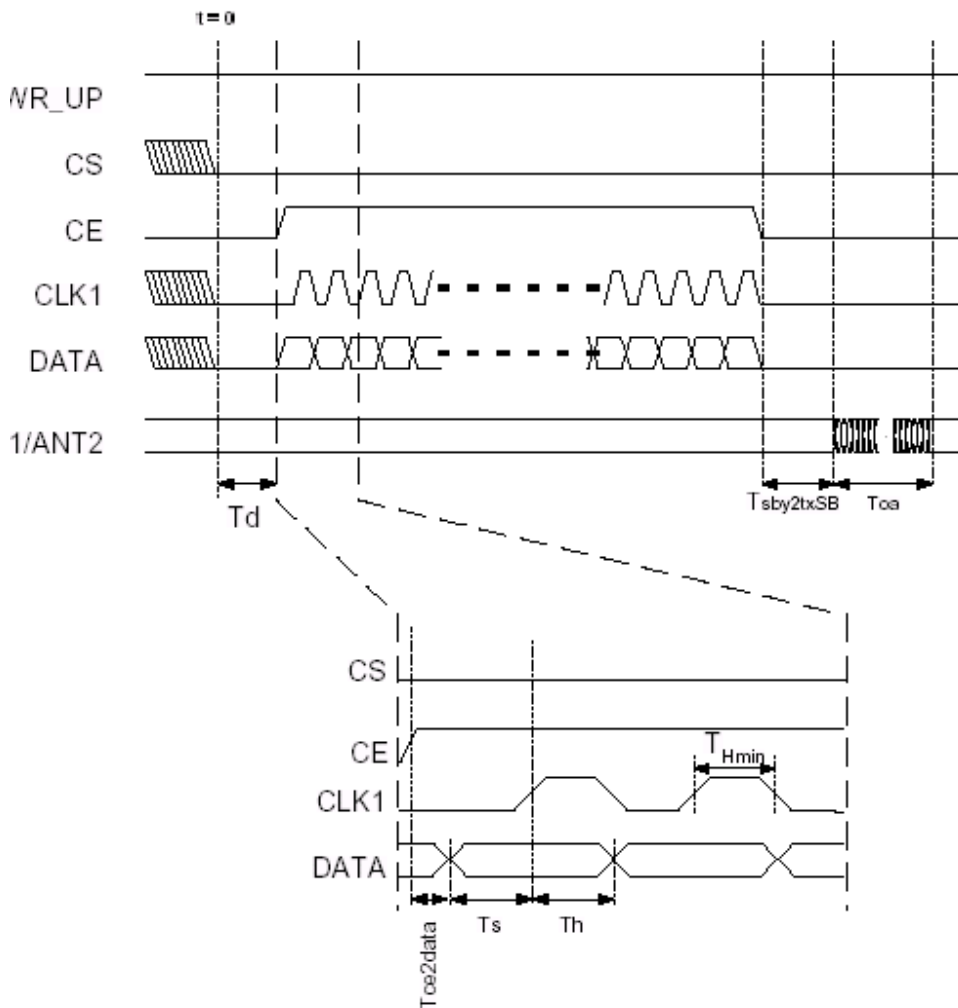 t=0
WR_UP
CS
CE
CLK1
DATA
1/ANT2
Td
Tsby2txSB
Toa
CS
CE
THmin
CLK1
DATA
Tce2data
Ts
Th